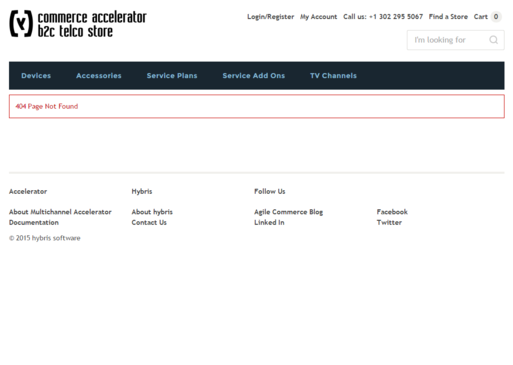 commerce accelerator
b2c telco store
Login/Register My Account Call us: +1 302 295 5067 Find a Store Cart 0
I'm looking for
Devices Accessories Service Plans Service Add Ons TV Channels
404 Page Not Found
Accelerator Hybris Follow Us
About Multichannel Accelerator About hybris Agile Commerce Blog Facebook
Documentation Contact Us Linked In Twitter
© 2015 hybris software